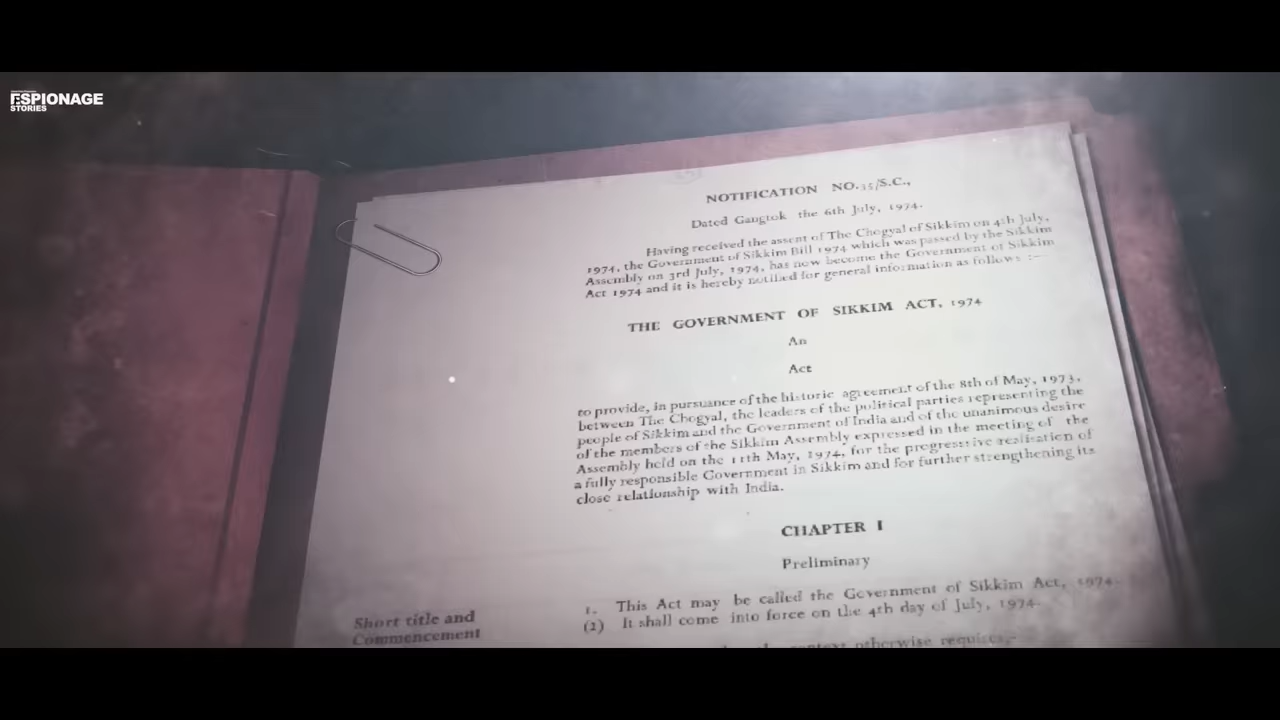 ESPIONAGE
STORIES
NOTIFICATION NO.35/S.C.,
Dated Gangtok the 6th July, 1974.
Having received the assent of The Chogyal of Sikkim on 4th July,
1974, the Government of Sikkim Bill 1974 which was passed by the Sikkim
Assembly on 3rd July, 1974, has now become the Government of Sikkim
Act 1974 and it is hereby notified for general information as follows :—
THE GOVERNMENT OF SIKKIM ACT, 1974
An
Act
to provide, in pursuance of the historic agreement of the 8th of May, 1973,
between The Chogyal, the leaders of the political parties representing the
people of Sikkim and the Government of India and of the unanimous desire
of the members of the Sikkim Assembly expressed in the meeting of the
Assembly held on the 11th May, 1974, for the progressive realisation of
a fully responsible Government in Sikkim and for further strengthening its
close relationship with India.
CHAPTER I
Preliminary
Short title and
Commencement
1. This Act may be called the Government of Sikkim Act, 1974.
(2) It shall come into force on the 4th day of July, 1974.
the context otherwise requires,-